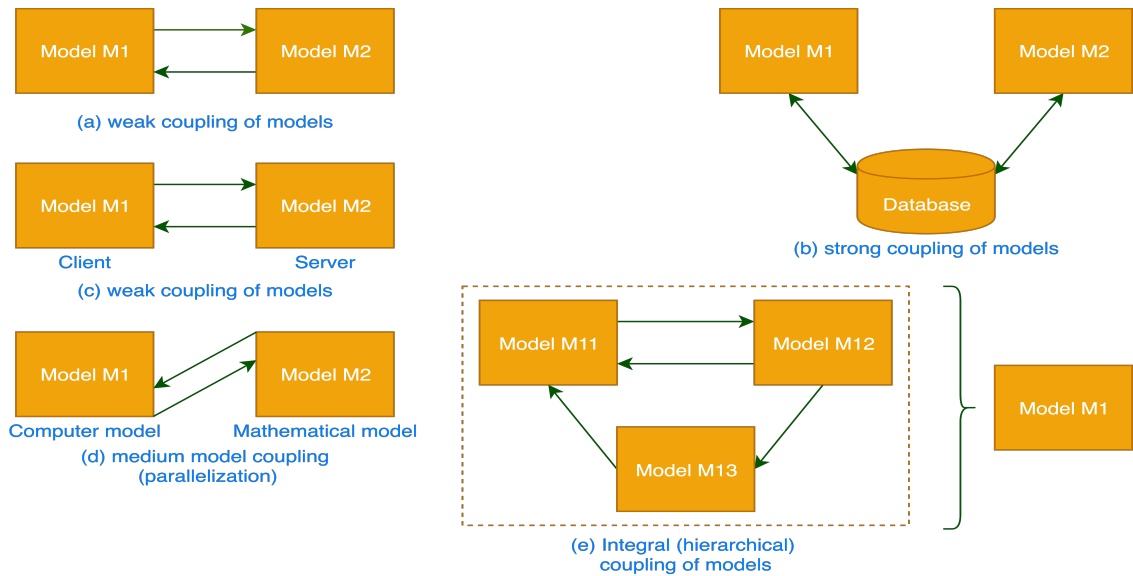 Model M1
Model M2
(a) weak coupling of models
Model M1
Model M2
Database
(b) strong coupling of models
Model M1
Model M2
Client
Server
(c) weak coupling of models
Model M1
Model M2
Computer model
Mathematical model
(d) medium model coupling
(parallelization)
Model M11
Model M12
Model M13
Model M1
(e) Integral (hierarchical)
coupling of models